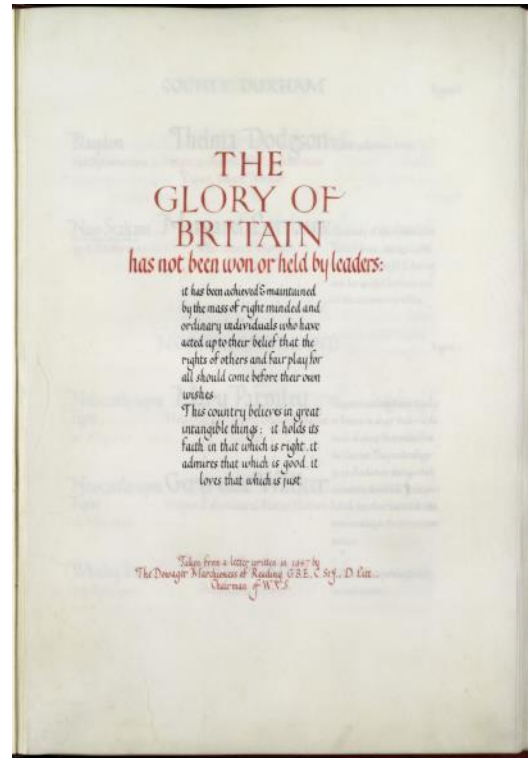 THE
GLORY OF
BRITAIN
has not been won or held by leaders:
it has been achieved & maintained
by the mass of right minded and
ordinary individuals who have
acted up to their belief that the
rights of others and fair play for
all should come before their own
wishes
This country believes in great
intangible things : it holds its
faith in that which is right, it
admires that which is good, it
loves that which is just
Taken from a letter written in 1947 by
The Dowager Marchioness of Reading G.B.E., C. St J., D. Litt.,
Chairman of W.V.S.